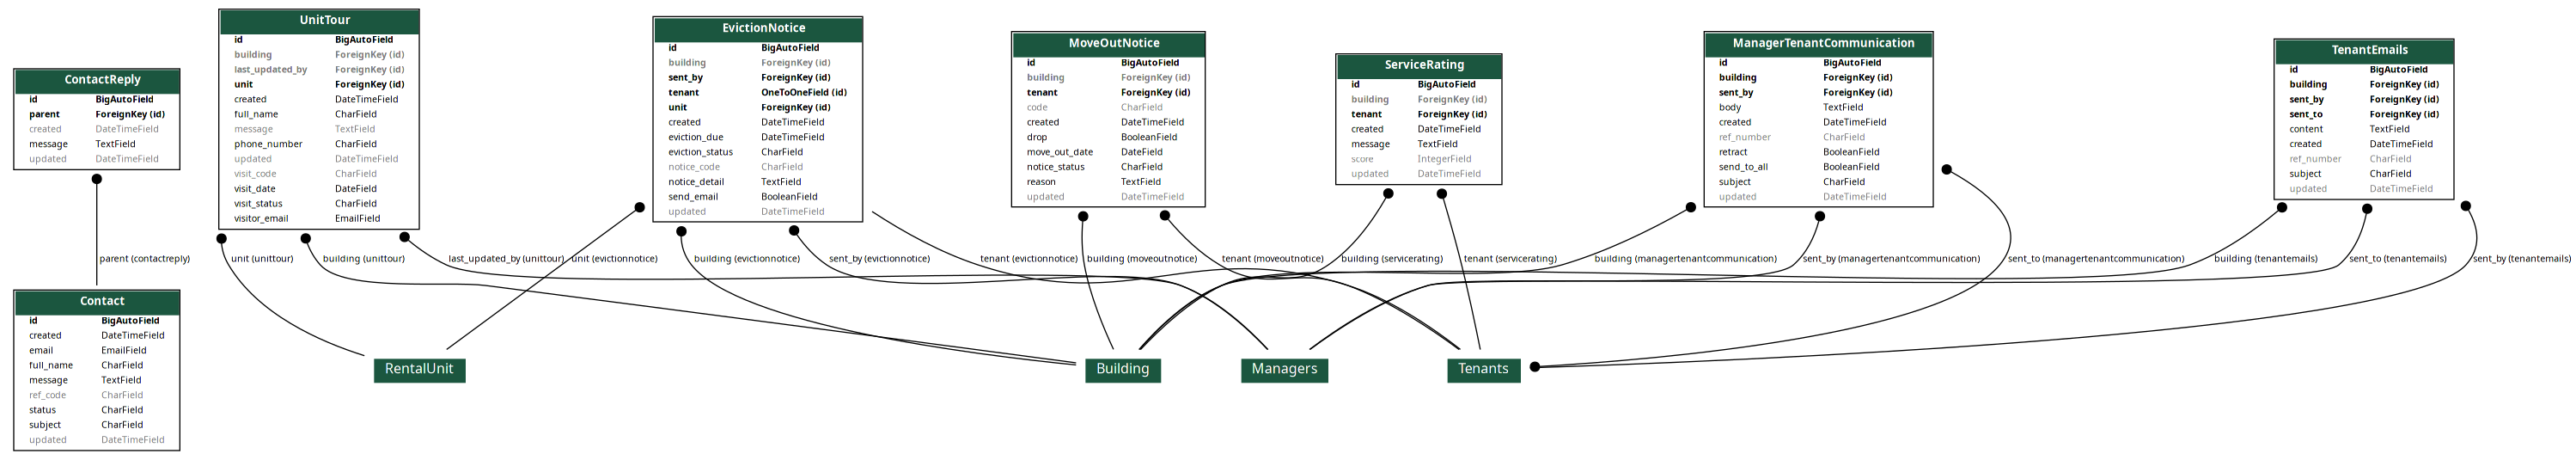 ContactReply
id BigAutoField
parent ForeignKey (id)
created DateTimeField
message TextField
updated DateTimeField
UnitTour
id BigAutoField
building ForeignKey (id)
last_updated_by ForeignKey (id)
unit ForeignKey (id)
created DateTimeField
full_name CharField
message TextField
phone_number CharField
updated DateTimeField
visit_code CharField
visit_date DateField
visit_status CharField
visitor_email EmailField
EvictionNotice
id BigAutoField
building ForeignKey (id)
sent_by ForeignKey (id)
tenant OneToOneField (id)
unit ForeignKey (id)
created DateTimeField
eviction_due DateTimeField
eviction_status CharField
notice_code CharField
notice_detail TextField
send_email BooleanField
updated DateTimeField
MoveOutNotice
id BigAutoField
building ForeignKey (id)
tenant ForeignKey (id)
code CharField
created DateTimeField
drop BooleanField
move_out_date DateField
notice_status CharField
reason TextField
updated DateTimeField
ServiceRating
id BigAutoField
building ForeignKey (id)
tenant ForeignKey (id)
created DateTimeField
message TextField
score IntegerField
updated DateTimeField
ManagerTenantCommunication
id BigAutoField
building ForeignKey (id)
sent_by ForeignKey (id)
body TextField
created DateTimeField
ref_number CharField
retract BooleanField
send_to_all BooleanField
subject CharField
updated DateTimeField
TenantEmails
id BigAutoField
building ForeignKey (id)
sent_by ForeignKey (id)
sent_to ForeignKey (id)
content TextField
created DateTimeField
ref_number CharField
subject CharField
updated DateTimeField
parent (contactreply)
unit (unittour)
building (unittour)
last_updated_by (unittour)
unit (evictionnotice)
building (evictionnotice)
sent_by (evictionnotice)
tenant (evictionnotice)
building (moveoutnotice)
tenant (moveoutnotice)
building (servicerating)
tenant (servicerating)
building (managertenantcommunication)
sent_by (managertenantcommunication)
sent_to (managertenantcommunication)
building (tenantemails)
sent_to (tenantemails)
sent_by (tenantemails)
Contact
id BigAutoField
created DateTimeField
email EmailField
full_name CharField
message TextField
ref_code CharField
status CharField
subject CharField
updated DateTimeField
RentalUnit
Building
Managers
Tenants